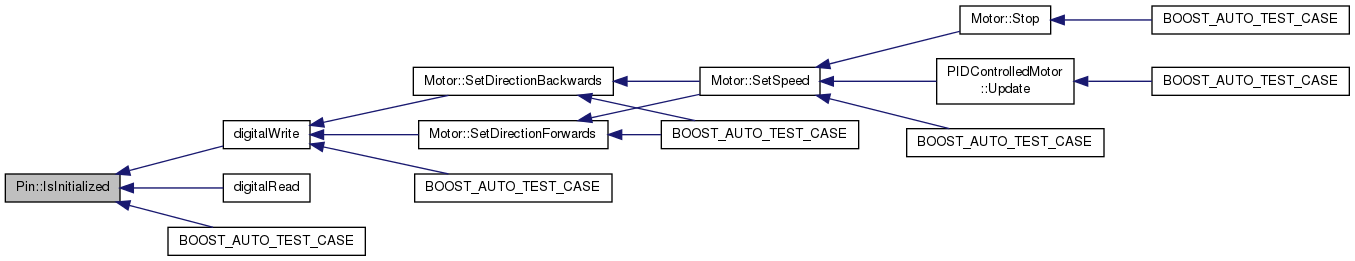 Motor::Stop
BOOST_AUTO_TEST_CASE
Motor::SetDirectionBackwards
Motor::SetSpeed
PIDControlledMotor
::Update
BOOST_AUTO_TEST_CASE
digitalWrite
Motor::SetDirectionForwards
BOOST_AUTO_TEST_CASE
BOOST_AUTO_TEST_CASE
Pin::IsInitialized
digitalRead
BOOST_AUTO_TEST_CASE
BOOST_AUTO_TEST_CASE